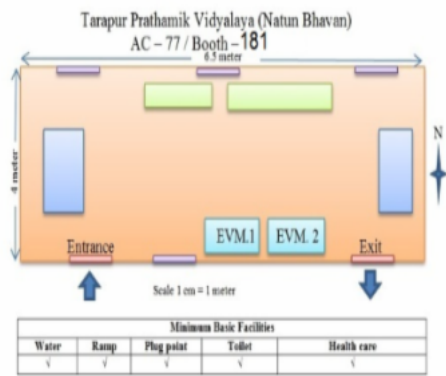 Tarapur Prathamik Vidyalaya (Natun Bhavan)
AC – 77 / Booth –181
6.5 meter
4 meter
N
EVM.1 EVM. 2
Entrance Exit
Scale 1 cm = 1 meter
Minimum Basic Facilities
Water Ramp Plug point Toilet Health care
√ √ √ √ √